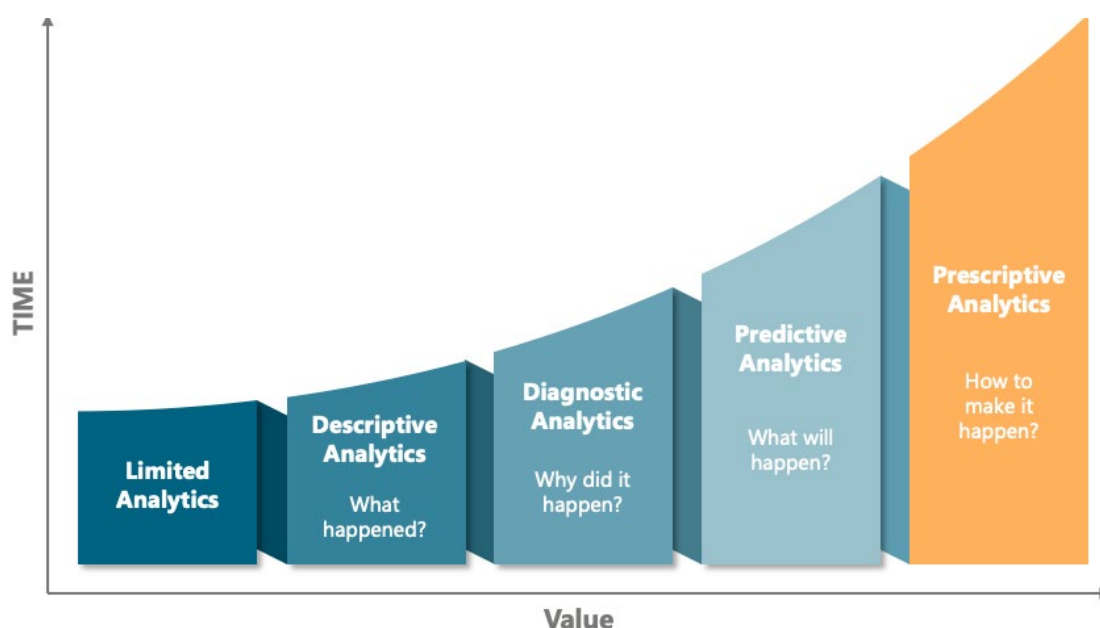 TIME
Limited
Analytics
Descriptive
Analytics
What
happened?
Diagnostic
Analytics
Why did it
happen?
Predictive
Analytics
What will
happen?
Prescriptive
Analytics
How to
make it
happen?
Value